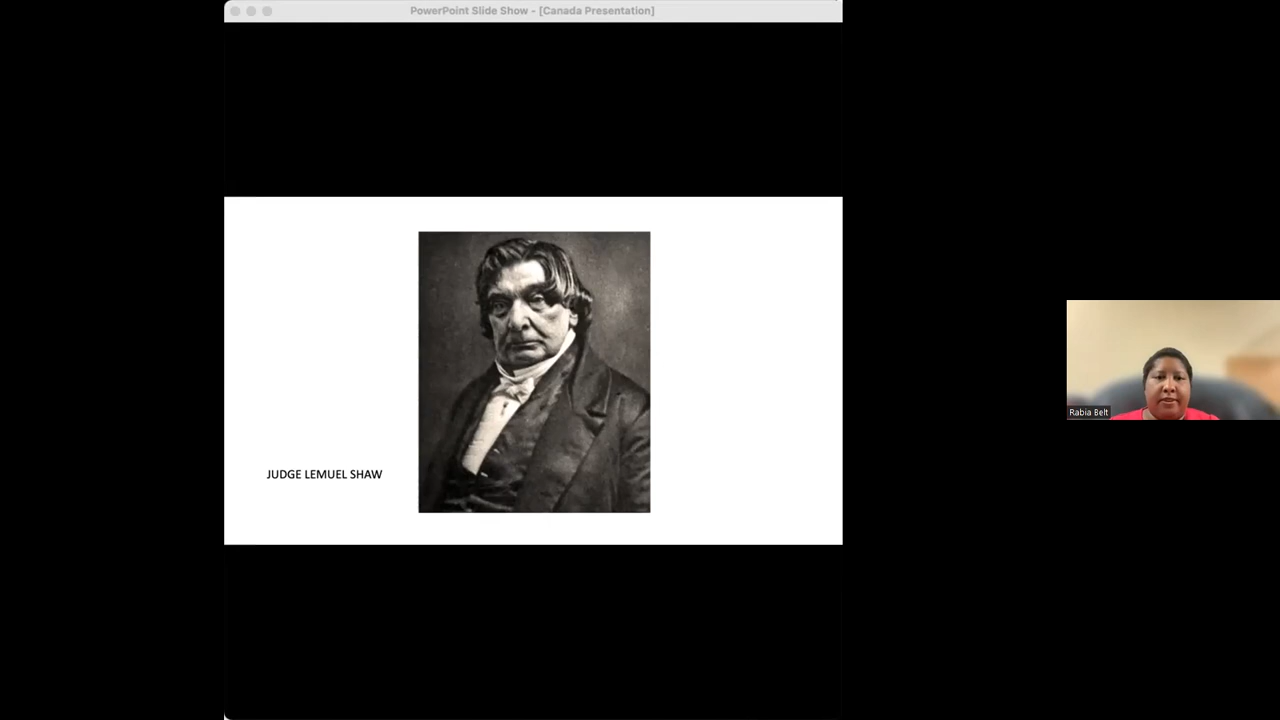 PowerPoint Slide Show - [Canada Presentation]
JUDGE LEMUEL SHAW
Rabia Belt